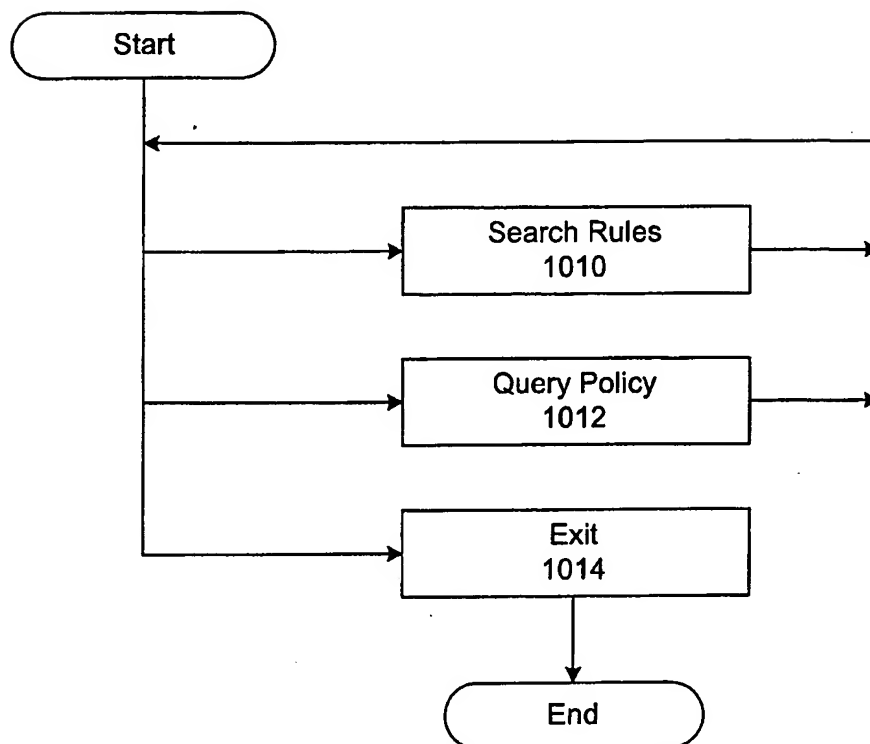 Start
Search Rules
1010
Query Policy
1012
Exit
1014
End